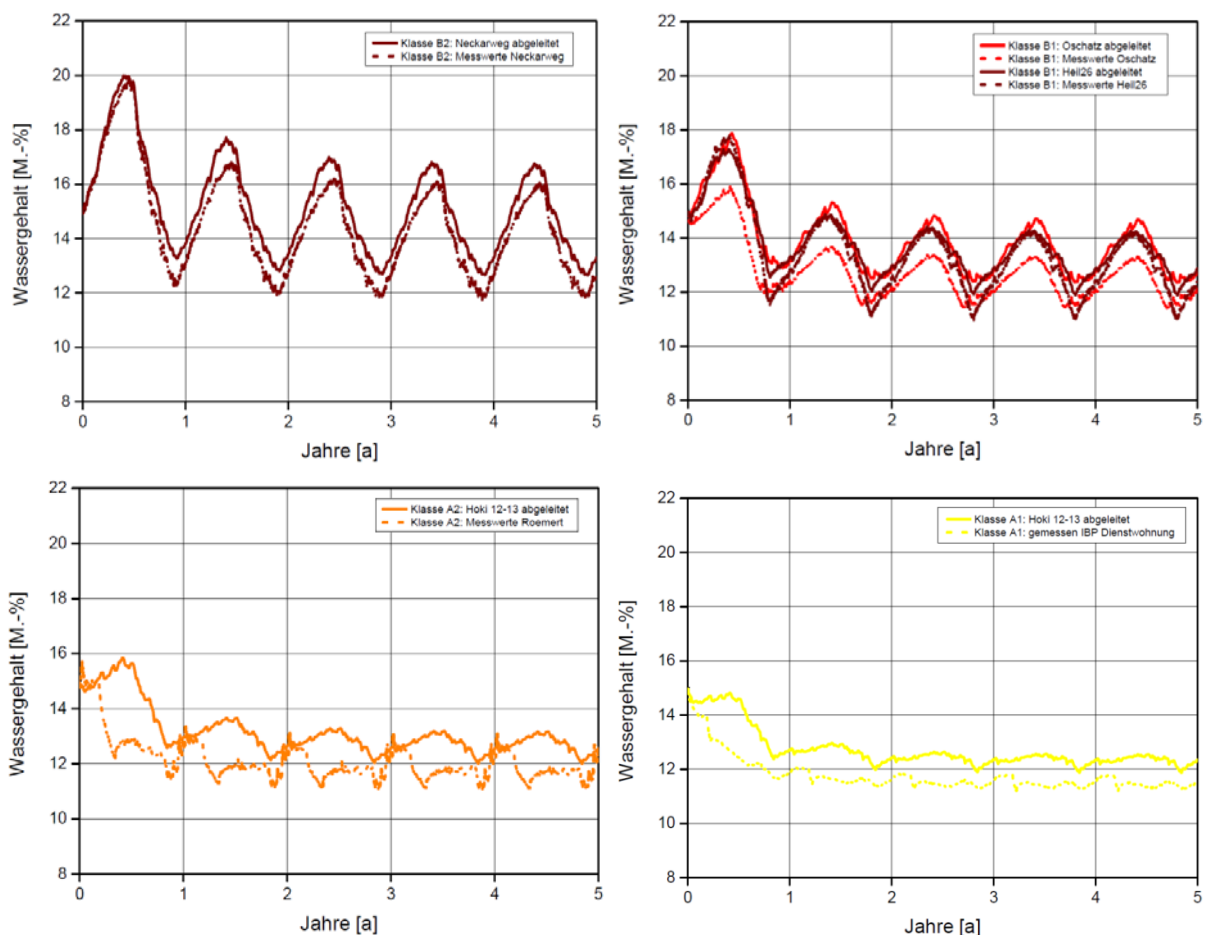 22
20
18
16
14
12
10
8
Wassergehalt [M.-%]
Klasse B2: Neckarweg abgeleitet
Klasse B2: Messwerte Neckarweg
0 1 2 3 4 5
Jahre [a]
22
20
18
16
14
12
10
8
Wassergehalt [M.-%]
Klasse B1: Oschatz abgeleitet
Klasse B1: Messwerte Oschatz
Klasse B1: Heil26 abgeleitet
Klasse B1: Messwerte Heil26
0 1 2 3 4 5
Jahre [a]
22
20
18
16
14
12
10
8
Wassergehalt [M.-%]
Klasse A2: Hoki 12-13 abgeleitet
Klasse A2: Messwerte Roemert
0 1 2 3 4 5
Jahre [a]
22
20
18
16
14
12
10
8
Wassergehalt [M.-%]
Klasse A1: Hoki 12-13 abgeleitet
Klasse A1: gemessen IBP Dienstwohnung
0 1 2 3 4 5
Jahre [a]